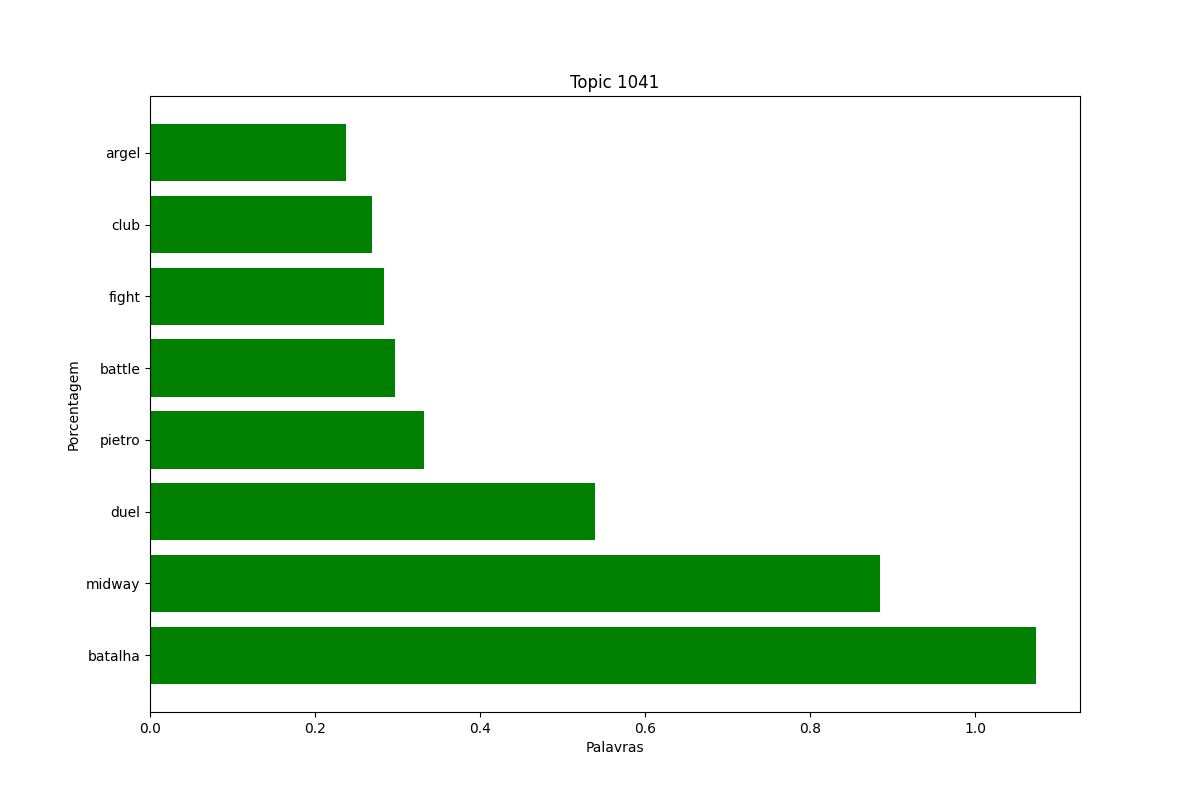 Topic 1041
argel
club
fight
battle
pietro
duel
midway
batalha
Porcentagem
0.0 0.2 0.4 0.6 0.8 1.0
Palavras